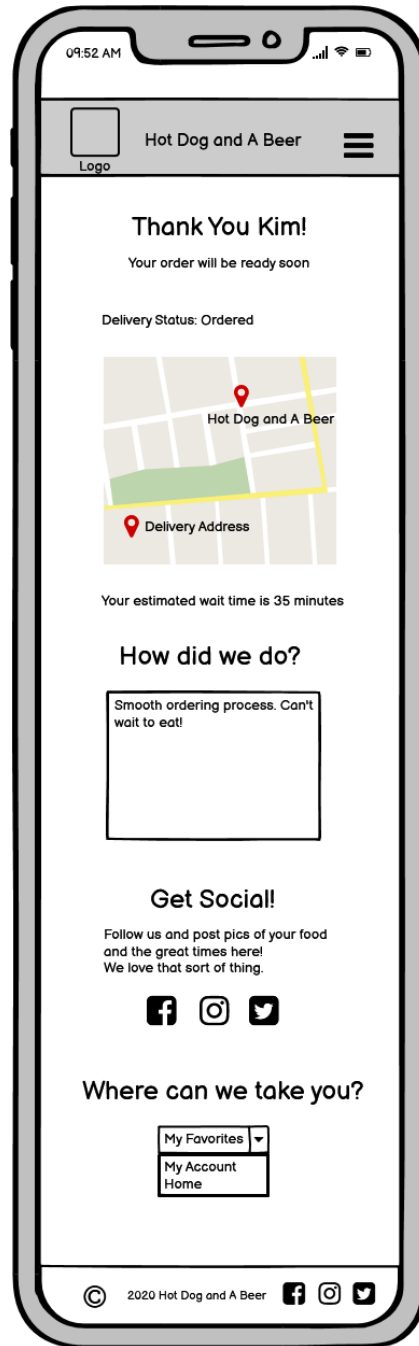 09:52 AM
Hot Dog and A Beer
Logo
Thank You Kim!
Your order will be ready soon
Delivery Status: Ordered
Hot Dog and A Beer
Delivery Address
Your estimated wait time is 35 minutes
How did we do?
Smooth ordering process. Can't
wait to eat!
Get Social!
Follow us and post pics of your food
and the great times here!
We love that sort of thing.
Where can we take you?
My Favorites
My Account
Home
© 2020 Hot Dog and A Beer